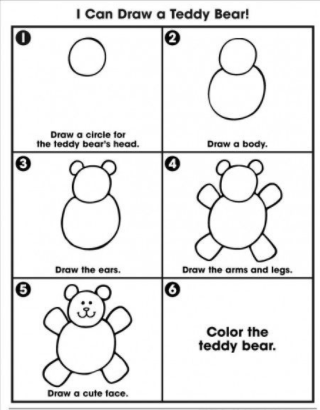 I Can Draw a Teddy Bear!
1
2
Draw a circle for
the teddy bear's head.
Draw a body.
3
4
Draw the ears.
Draw the arms and legs.
5
6
Draw a cute face.
Color the
teddy bear.